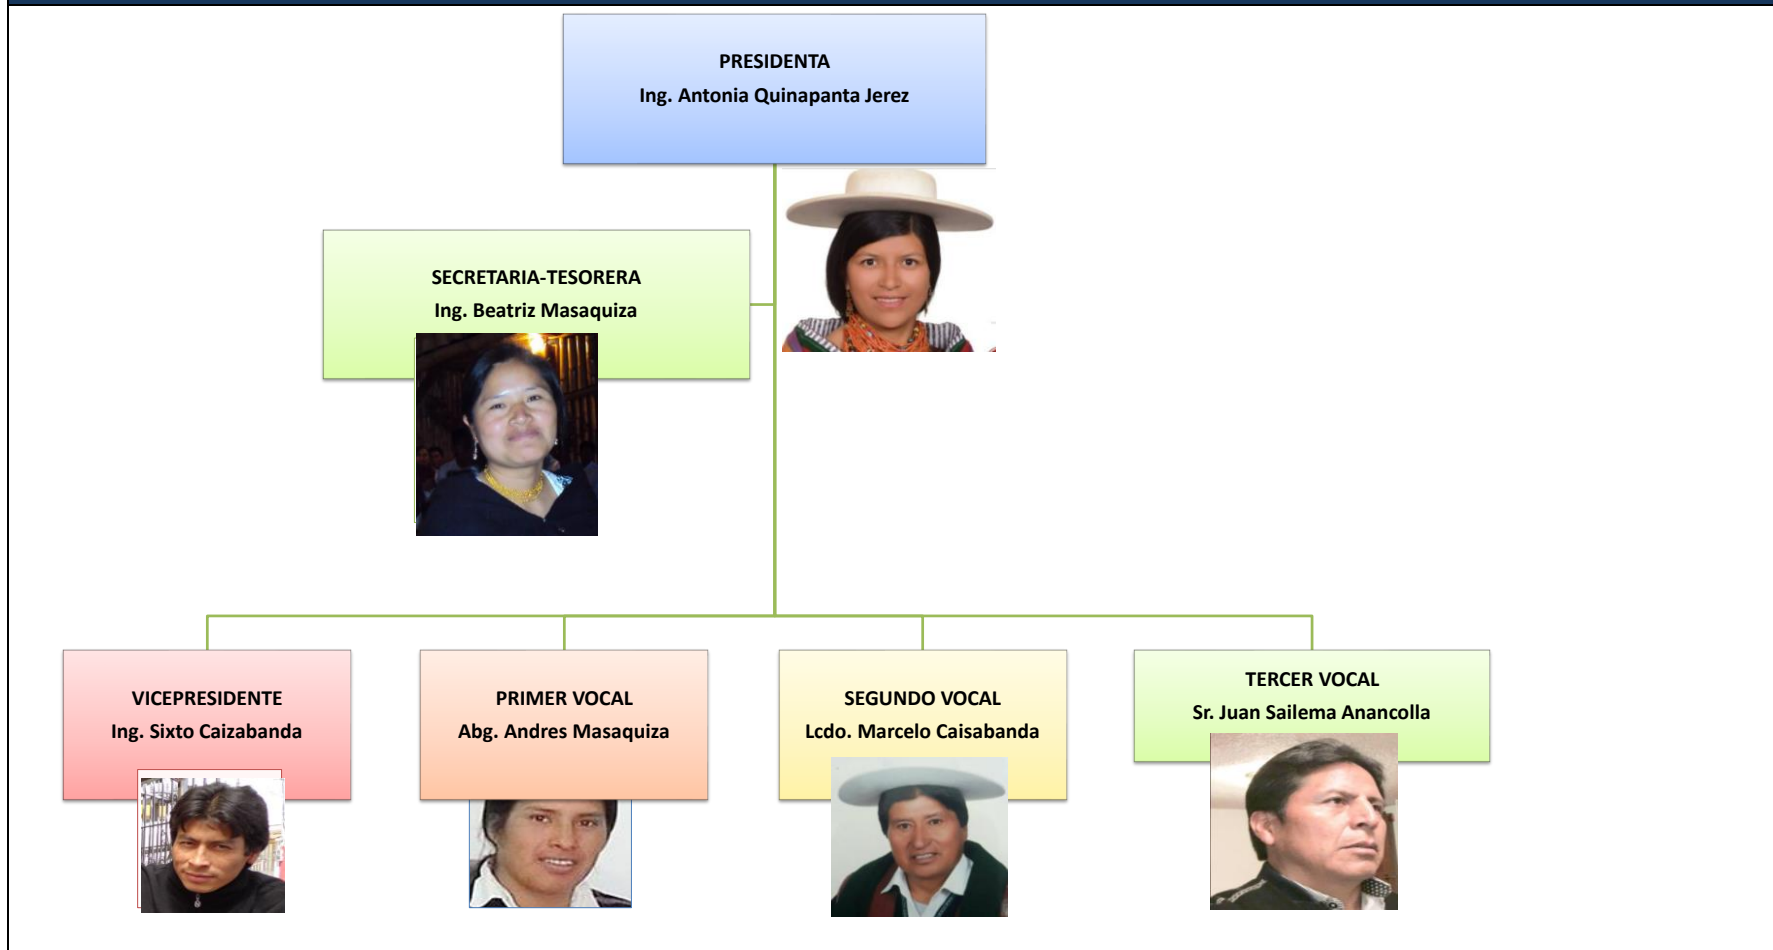 PRESIDENTA
Ing. Antonia Quinapanta Jerez
SECRETARIA-TESORERA
Ing. Beatriz Masaquiza
VICEPRESIDENTE
Ing. Sixto Caizabanda
PRIMER VOCAL
Abg. Andres Masaquiza
SEGUNDO VOCAL
Lcdo. Marcelo Caisabanda
TERCER VOCAL
Sr. Juan Sailema Anancolla